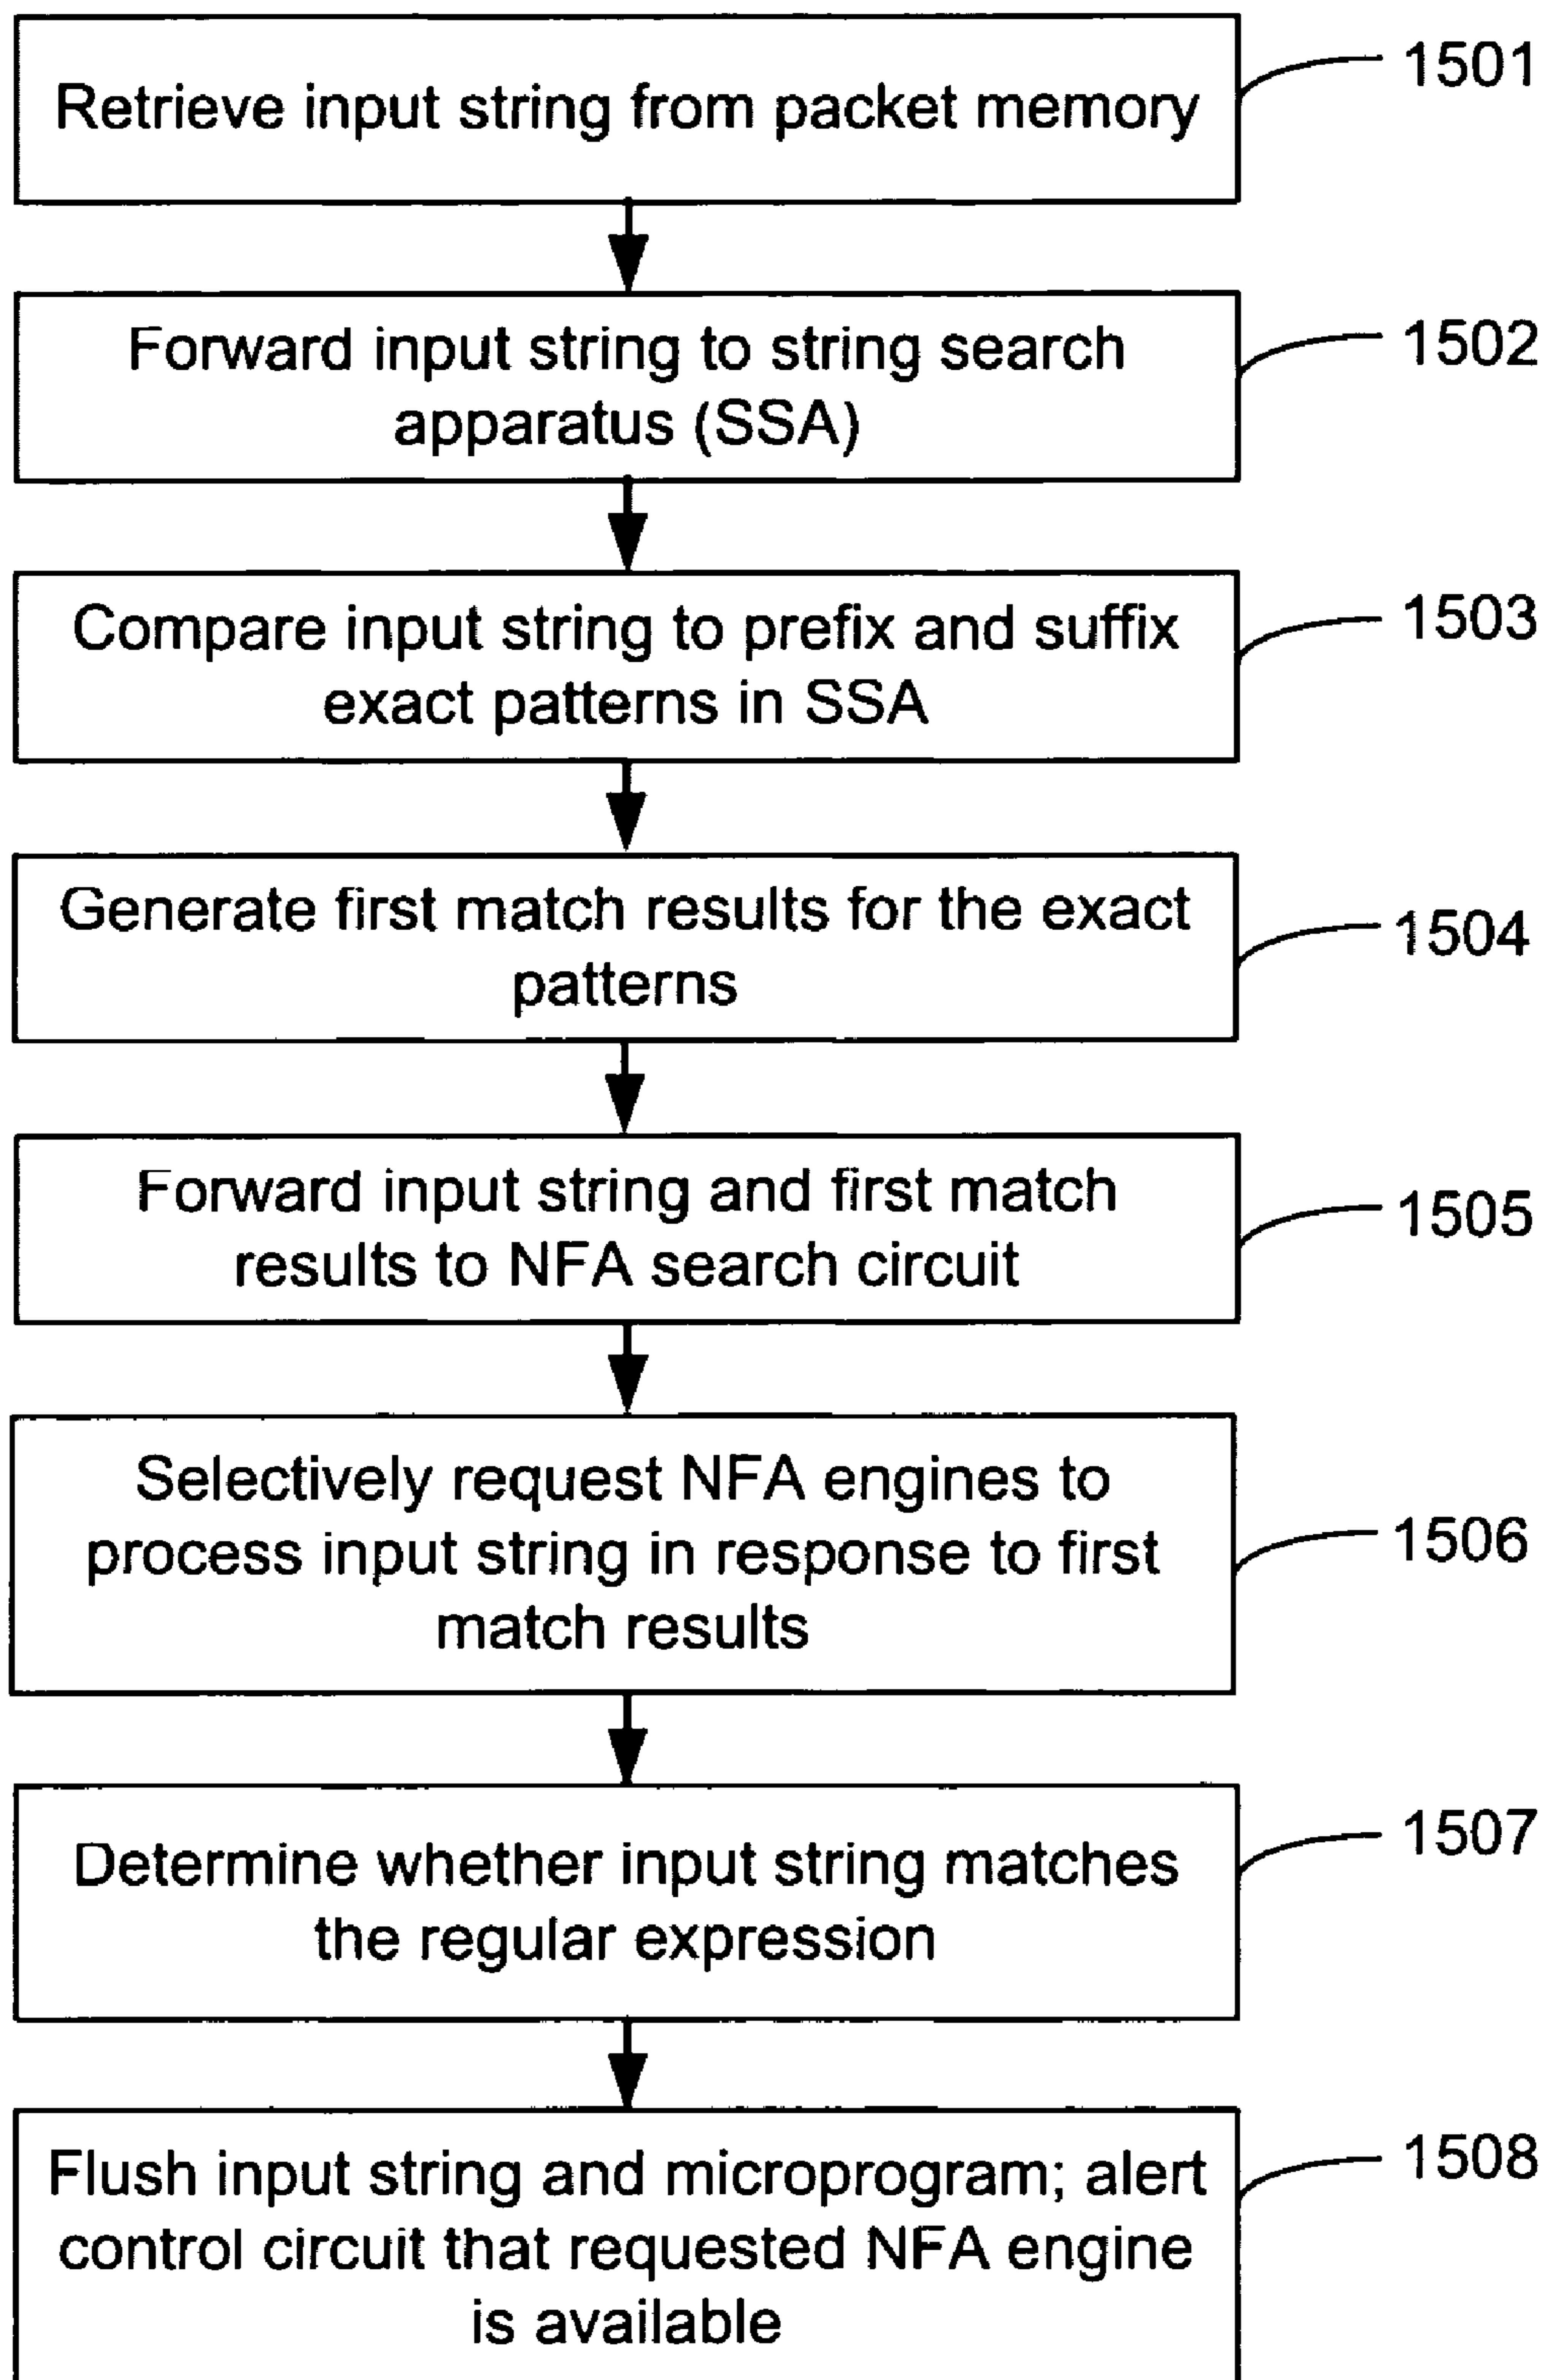 Retrieve input string from packet memory
1501
Forward input string to string search
apparatus (SSA)
1502
Compare input string to prefix and suffix
exact patterns in SSA
1503
Generate first match results for the exact
patterns
1504
Forward input string and first match
results to NFA search circuit
1505
Selectively request NFA engines to
process input string in response to first
match results
1506
Determine whether input string matches
the regular expression
1507
Flush input string and microprogram; alert
control circuit that requested NFA engine
is available
1508